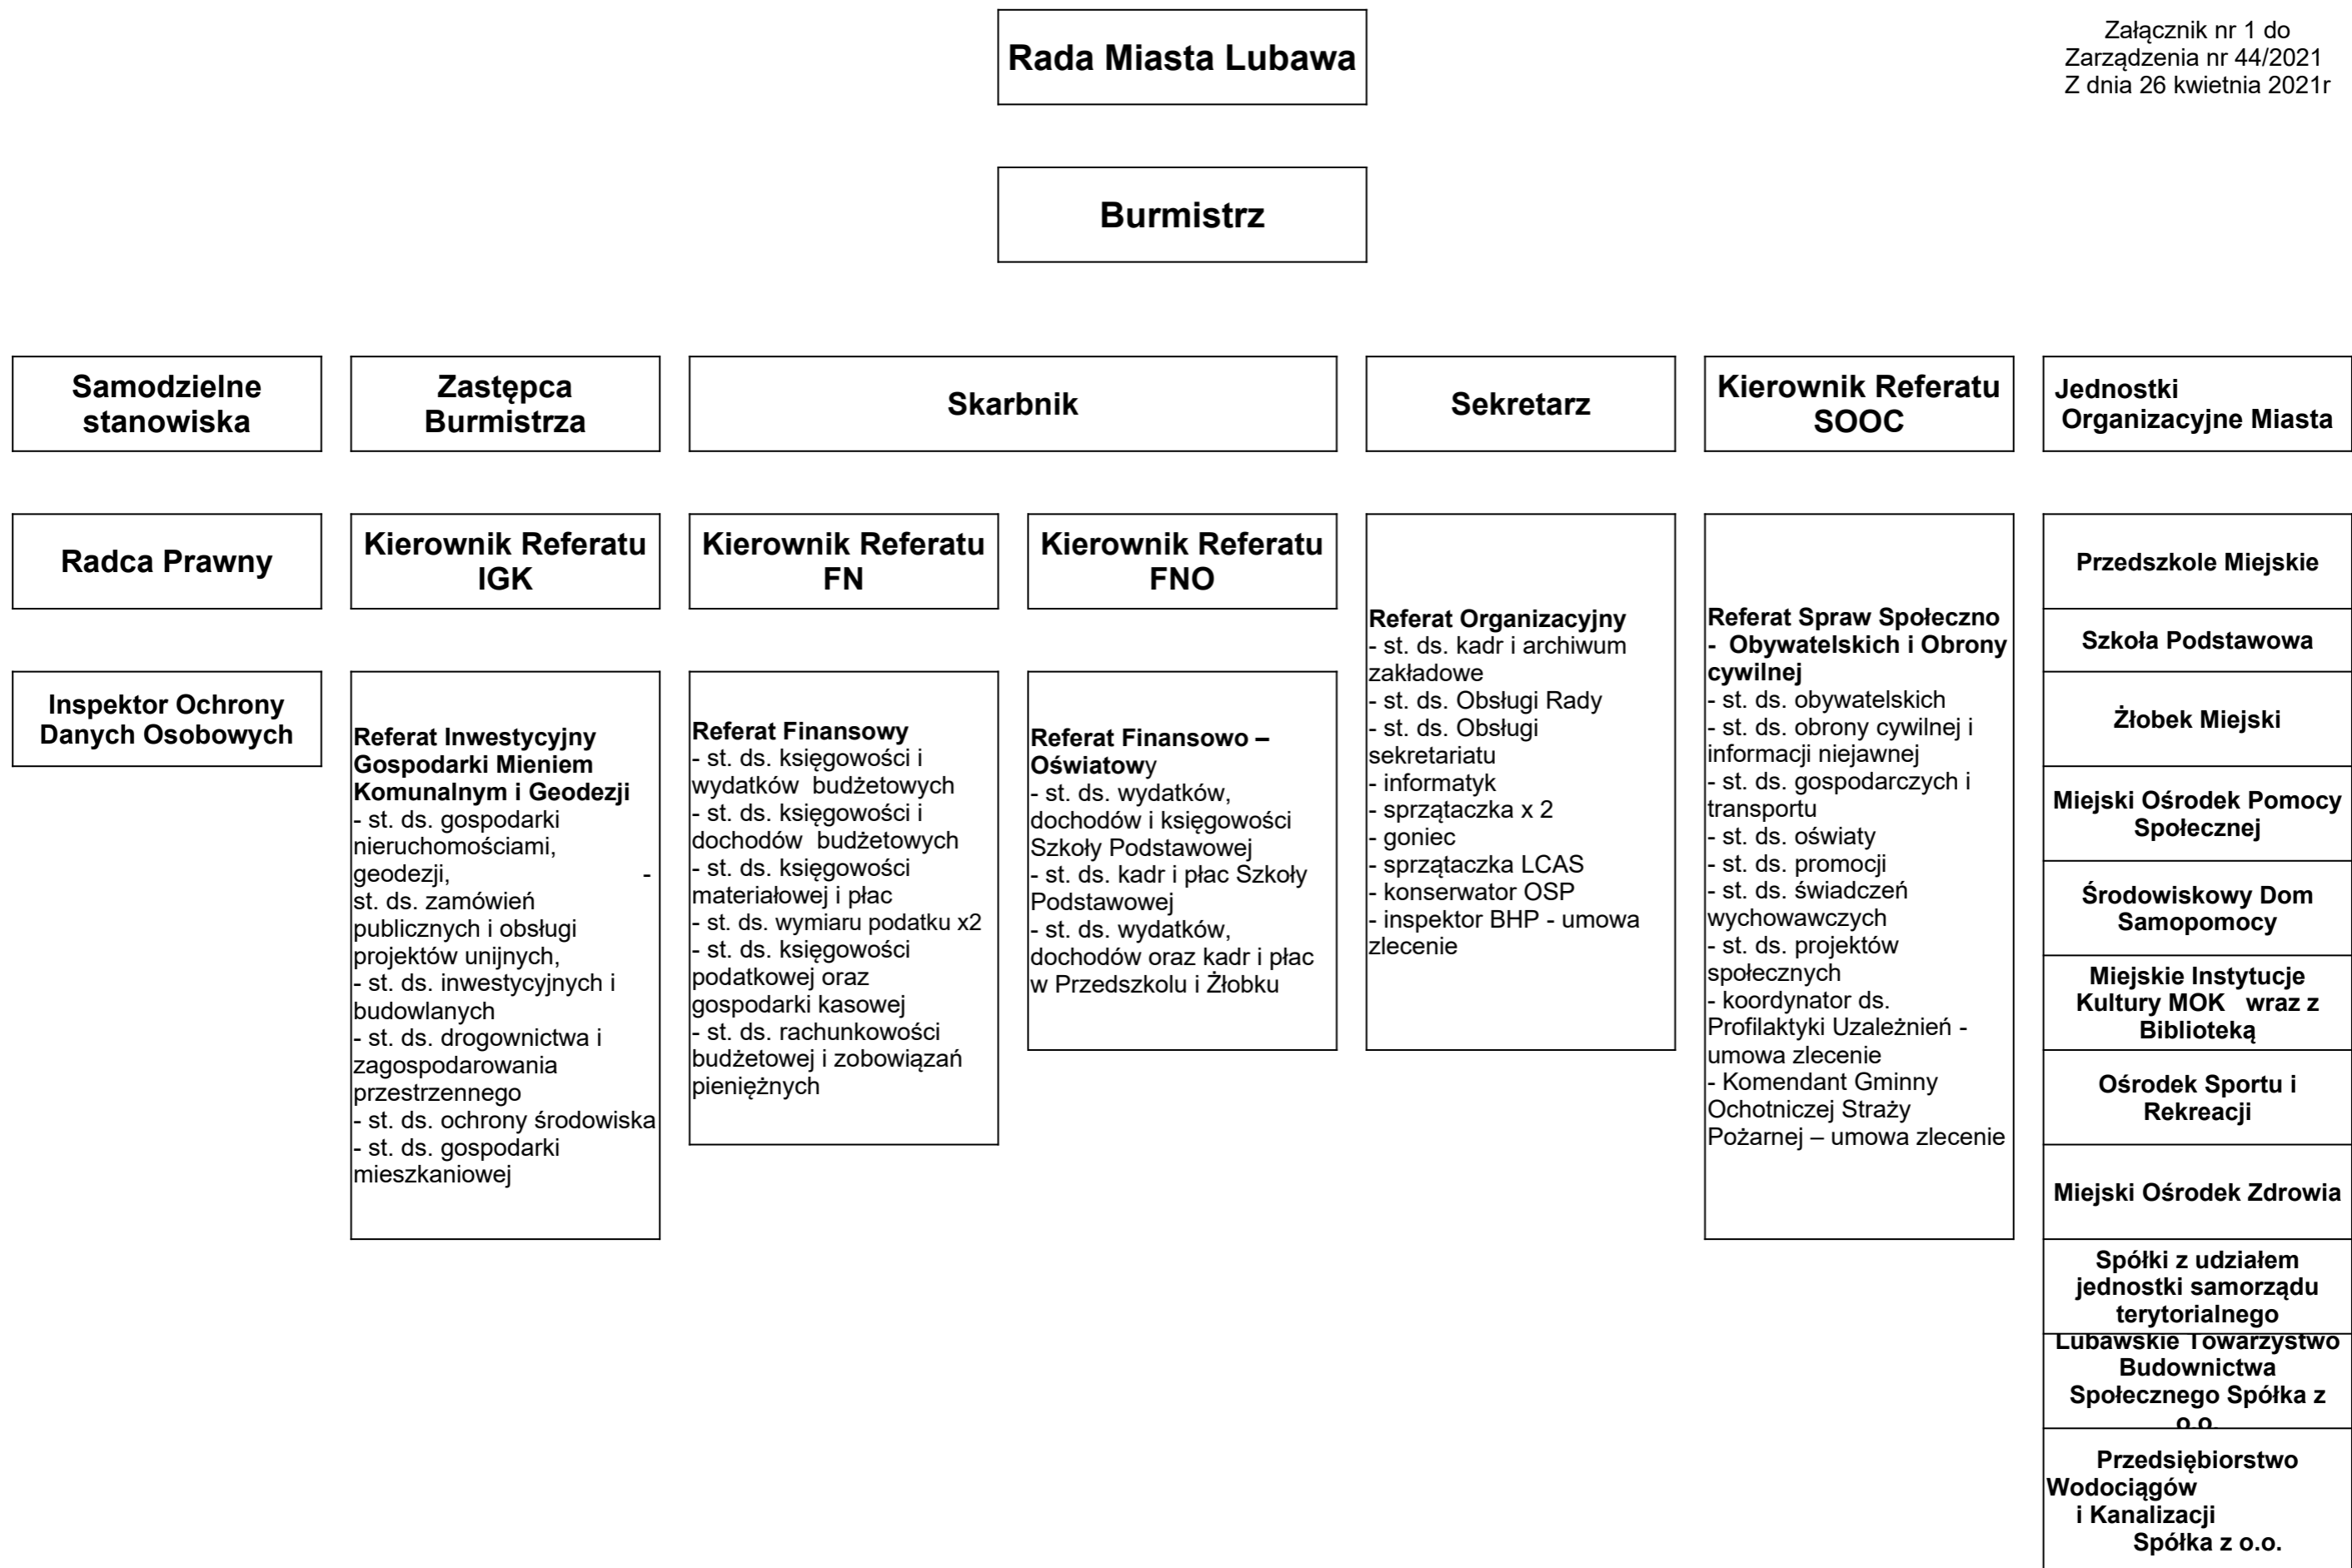 Rada Miasta Lubawa
Załącznik nr 1 do
Zarządzenia nr 44/2021
Z dnia 26 kwietnia 2021r
Burmistrz
Samodzielne
stanowiska
Zastępca
Burmistrza
Skarbnik
Sekretarz
Kierownik Referatu
SOOC
Jednostki
Organizacyjne Miasta
Radca Prawny
Kierownik Referatu
IGK
Kierownik Referatu
FN
Kierownik Referatu
FNO
Inspektor Ochrony
Danych Osobowych
Referat Inwestycyjny
Gospodarki Mieniem
Komunalnym i Geodezji
- st. ds. gospodarki
nieruchomościami,
geodezji, -
st. ds. zamówień
publicznych i obsługi
projektów unijnych,
- st. ds. inwestycyjnych i
budowlanych
- st. ds. drogownictwa i
zagospodarowania
przestrzennego
- st. ds. ochrony środowiska
- st. ds. gospodarki
mieszkaniowej
Referat Finansowy
- st. ds. księgowości i
wydatków budżetowych
- st. ds. księgowości i
dochodów budżetowych
- st. ds. księgowości
materiałowej i płac
- st. ds. wymiaru podatku x2
- st. ds. księgowości
podatkowej oraz
gospodarki kasowej
- st. ds. rachunkowości
budżetowej i zobowiązań
pieniężnych
Referat Finansowo –
Oświatowy
- st. ds. wydatków,
dochodów i księgowości
Szkoły Podstawowej
- st. ds. kadr i płac Szkoły
Podstawowej
- st. ds. wydatków,
dochodów oraz kadr i płac
w Przedszkolu i Żłobku
Referat Organizacyjny
- st. ds. kadr i archiwum
zakładowe
- st. ds. Obsługi Rady
- st. ds. Obsługi
sekretariatu
- informatyk
- sprzątaczka x 2
- goniec
- sprzątaczka LCAS
- konserwator OSP
- inspektor BHP - umowa
zlecenie
Referat Spraw Społeczno
- Obywatelskich i Obrony
cywilnej
- st. ds. obywatelskich
- st. ds. obrony cywilnej i
informacji niejawnej
- st. ds. gospodarczych i
transportu
- st. ds. oświaty
- st. ds. promocji
- st. ds. świadczeń
wychowawczych
- st. ds. projektów
społecznych
- koordynator ds.
Profilaktyki Uzależnień -
umowa zlecenie
- Komendant Gminny
Ochotniczej Straży
Pożarnej – umowa zlecenie
Przedszkole Miejskie
Szkoła Podstawowa
Żłobek Miejski
Miejski Ośrodek Pomocy
Społecznej
Środowiskowy Dom
Samopomocy
Miejskie Instytucje
Kultury MOK wraz z
Biblioteką
Ośrodek Sportu i
Rekreacji
Miejski Ośrodek Zdrowia
Spółki z udziałem
jednostki samorządu
terytorialnego
Lubawskie Towarzystwo
Budownictwa
Społecznego Spółka z
o.o.
Przedsiębiorstwo
Wodociągów
i Kanalizacji
Spółka z o.o.